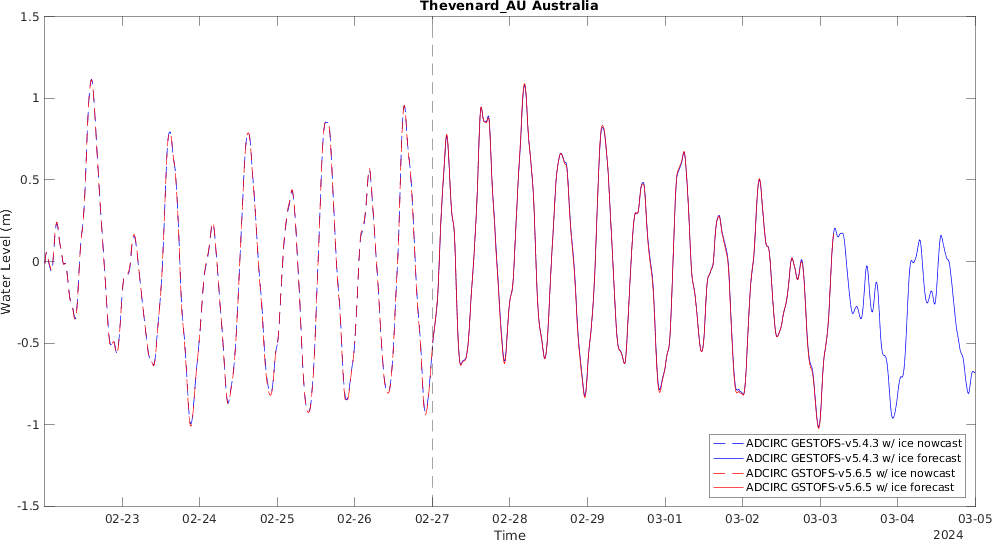 Thevenard_AU Australia
1.5
1
0.5
0
-0.5
-1
-1.5
Water Level (m)
02-23 02-24 02-25 02-26 02-27 02-28 02-29 03-01 03-02 03-03 03-04 03-05
Time
2024
ADCIRC GESTOFS-v5.4.3 w/ ice nowcast
ADCIRC GESTOFS-v5.4.3 w/ ice forecast
ADCIRC GSTOFS-v5.6.5 w/ ice nowcast
ADCIRC GSTOFS-v5.6.5 w/ ice forecast